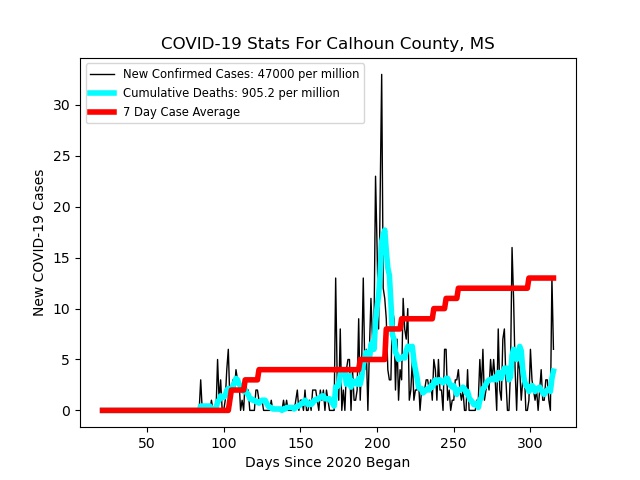 COVID-19 Stats For Calhoun County, MS
New Confirmed Cases: 47000 per million
Cumulative Deaths: 905.2 per million
7 Day Case Average
New COVID-19 Cases
30
25
20
15
10
5
0
50 100 150 200 250 300
Days Since 2020 Began